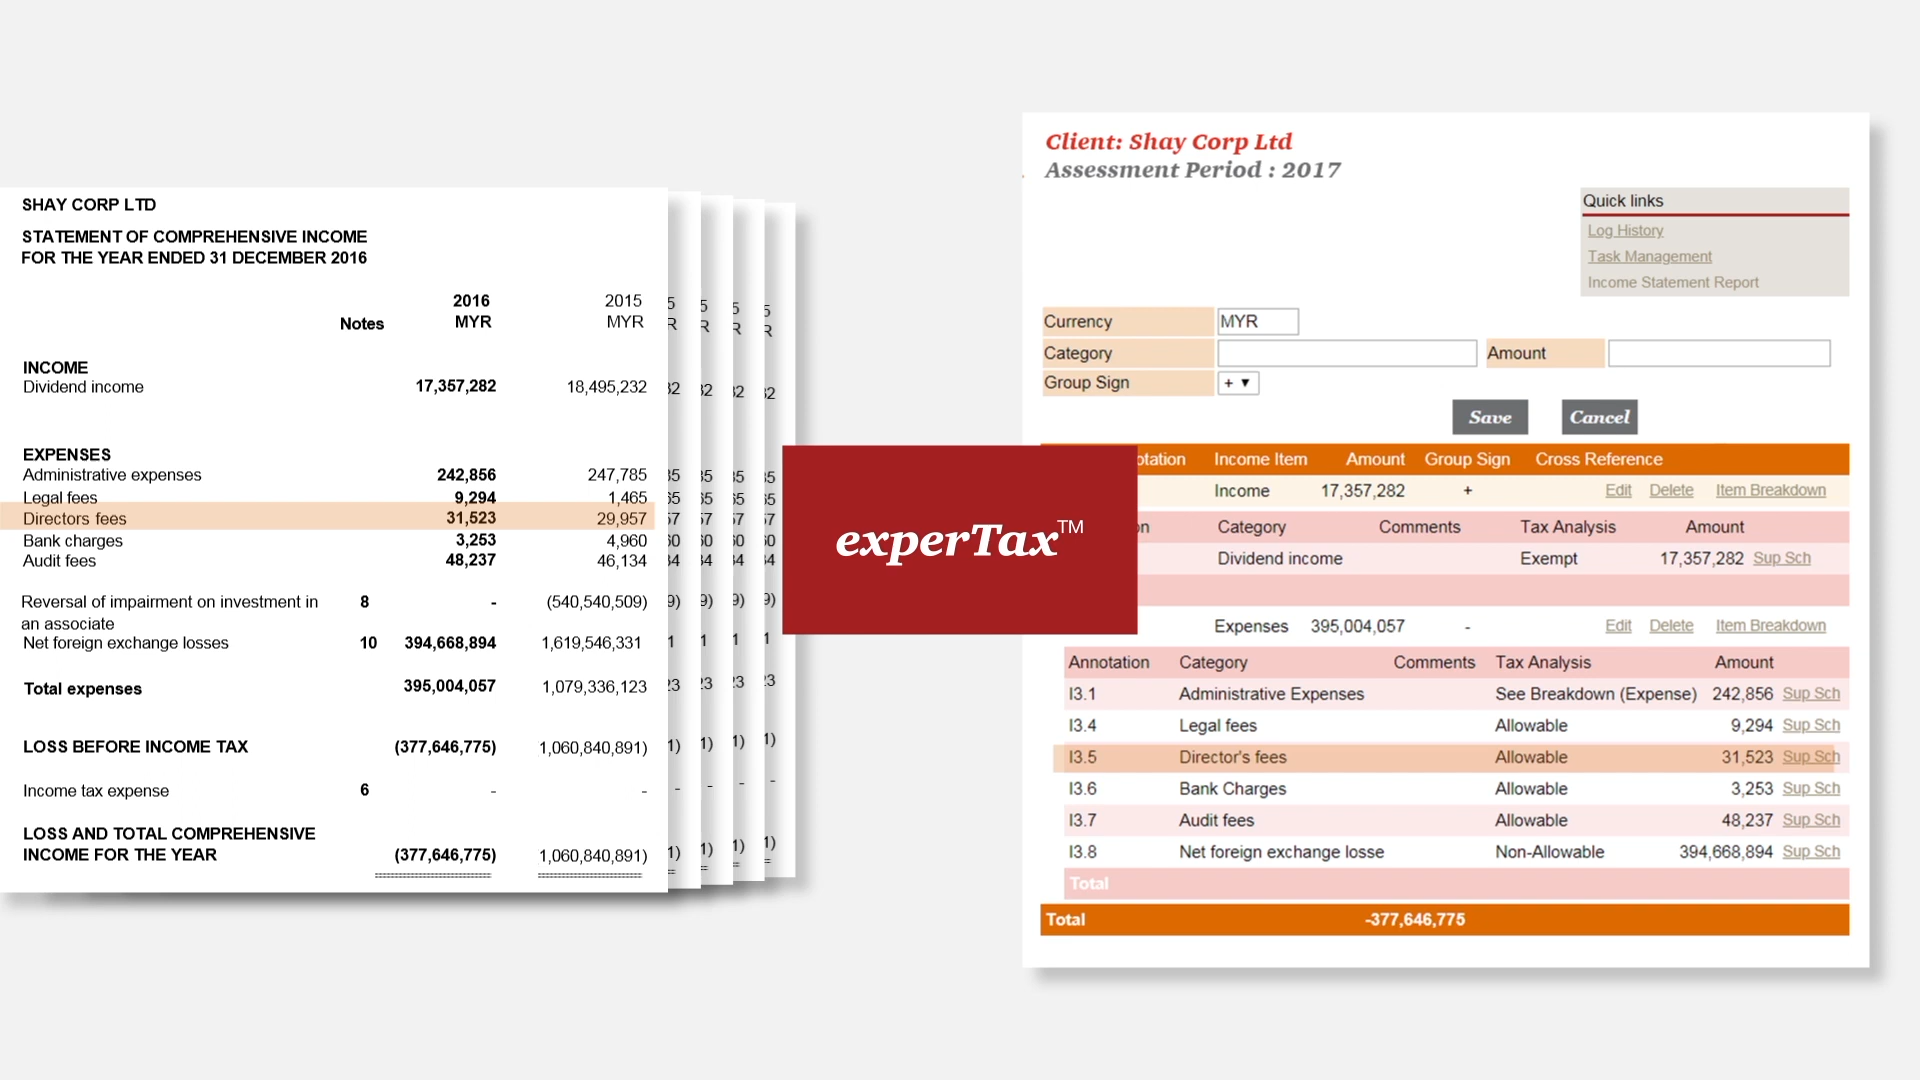 SHAY CORP LTD
STATEMENT OF COMPREHENSIVE INCOME
FOR THE YEAR ENDED 31 DECEMBER 2016
2016 2015
Notes MYR MYR
INCOME
Dividend income 17,357,282 18,495,232
EXPENSES
Administrative expenses 242,856 247,785
Legal fees 9,294 1,465
Directors fees 31,523 29,957
Bank charges 3,253 4,960
Audit fees 48,237 46,134
Reversal of impairment on investment in 8 - (540,540,509)
an associate
Net foreign exchange losses 10 394,668,894 1,619,546,331
Total expenses 395,004,057 1,079,336,123
LOSS BEFORE INCOME TAX (377,646,775) 1,060,840,891)
Income tax expense 6 - -
LOSS AND TOTAL COMPREHENSIVE
INCOME FOR THE YEAR (377,646,775) 1,060,840,891)
experTax™
Client: Shay Corp Ltd
Assessment Period : 2017
Quick links
Log History
Task Management
Income Statement Report
Currency MYR
Category Amount
Group Sign + ▼
Save Cancel
Income Item Amount Group Sign Cross Reference
Income 17,357,282 + Edit Delete Item Breakdown
Category Comments Tax Analysis Amount
Dividend income Exempt 17,357,282 Sup Sch
Expenses 395,004,057 - Edit Delete Item Breakdown
Annotation Category Comments Tax Analysis Amount
I3.1 Administrative Expenses See Breakdown (Expense) 242,856 Sup Sch
I3.4 Legal fees Allowable 9,294 Sup Sch
I3.5 Director's fees Allowable 31,523 Sup Sch
I3.6 Bank Charges Allowable 3,253 Sup Sch
I3.7 Audit fees Allowable 48,237 Sup Sch
I3.8 Net foreign exchange losse Non-Allowable 394,668,894 Sup Sch
Total
Total -377,646,775